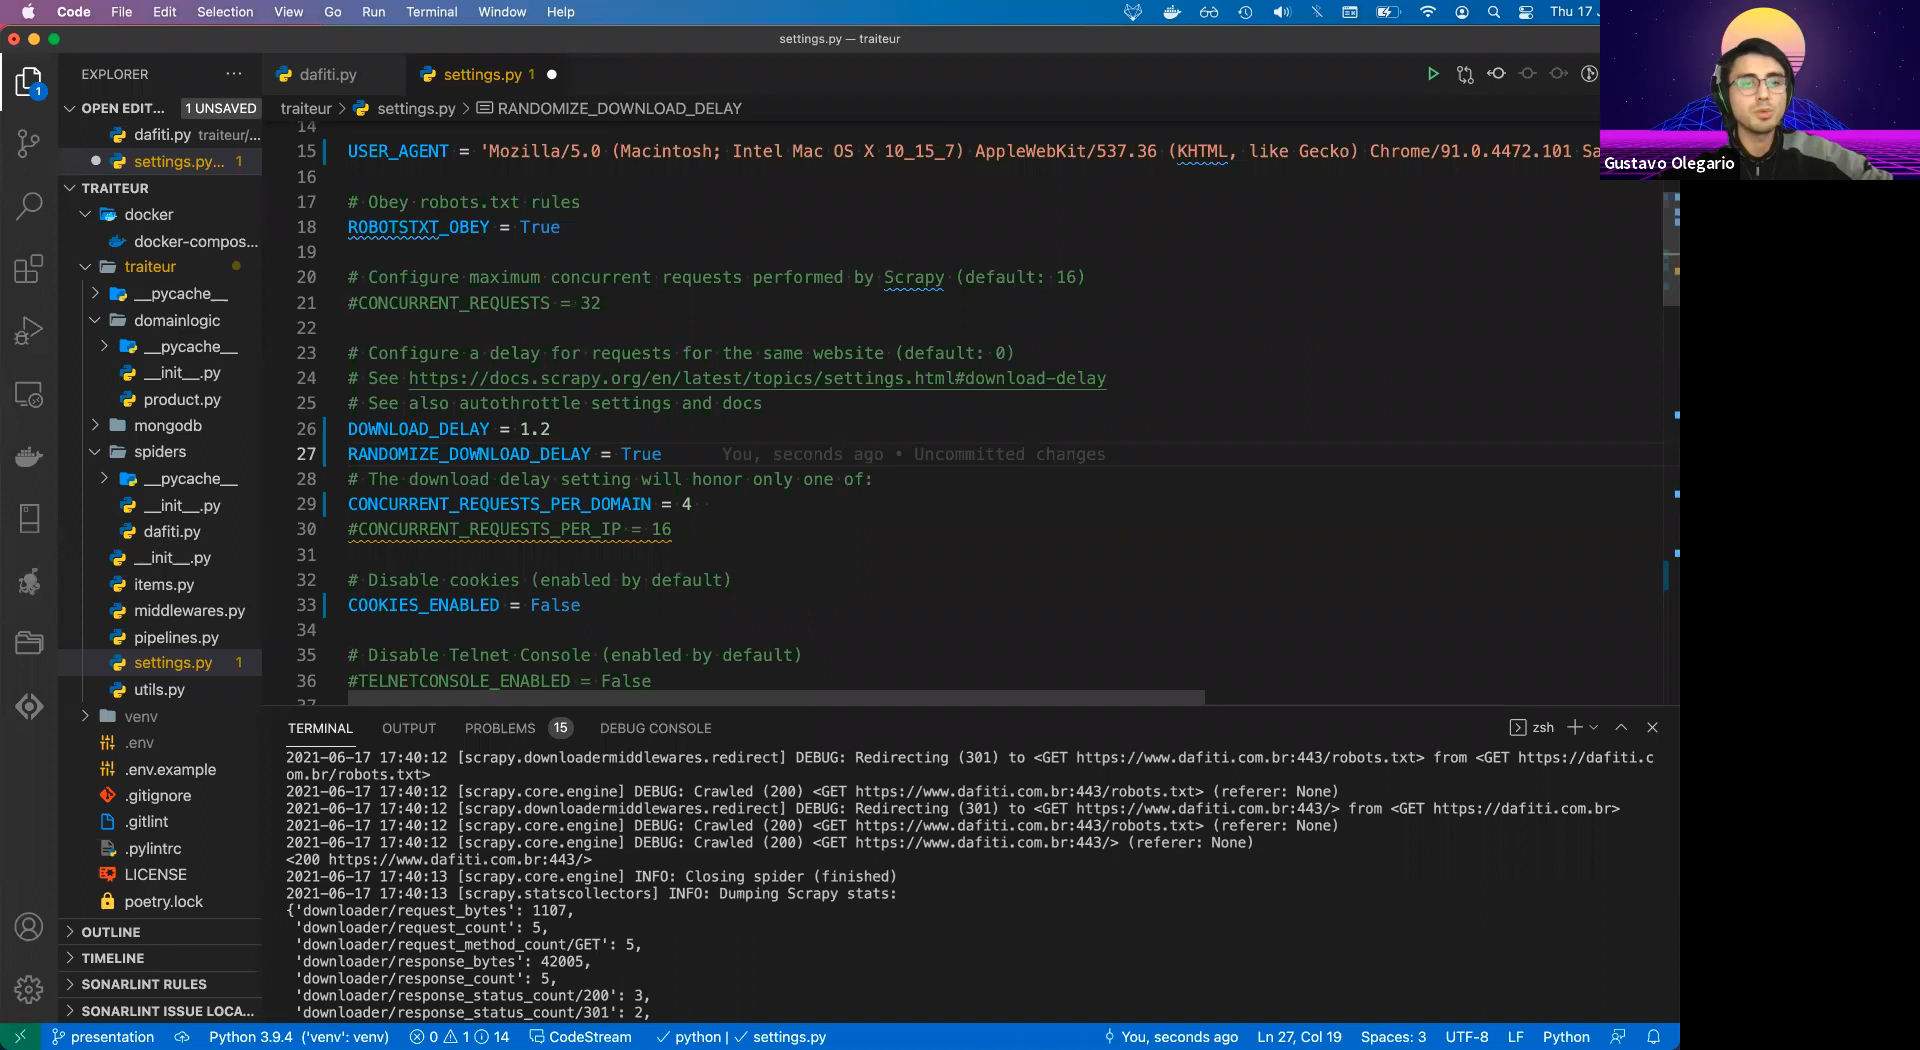 Code File Edit Selection View Go Run Terminal Window Help
Thu 17
settings.py — traiteur
EXPLORER
dafiti.py
settings.py 1
OPEN EDIT... 1 UNSAVED
dafiti.py traiteur/...
settings.py... 1
TRAITEUR
docker
docker-compos...
traiteur
__pycache__
domainlogic
__pycache__
__init__.py
product.py
mongodb
spiders
__pycache__
__init__.py
dafiti.py
__init__.py
items.py
middlewares.py
pipelines.py
settings.py 1
utils.py
venv
.env
.env.example
.gitignore
.gitlint
.pylintrc
LICENSE
poetry.lock
OUTLINE
TIMELINE
SONARLINT RULES
SONARLINT ISSUE LOCA...
1
traiteur > settings.py > RANDOMIZE_DOWNLOAD_DELAY
14
15 USER_AGENT = 'Mozilla/5.0 (Macintosh; Intel Mac OS X 10_15_7) AppleWebKit/537.36 (KHTML, like Gecko) Chrome/91.0.4472.101 Sa
16
17 # Obey robots.txt rules
18 ROBOTSTXT_OBEY = True
19
20 # Configure maximum concurrent requests performed by Scrapy (default: 16)
21 #CONCURRENT_REQUESTS = 32
22
23 # Configure a delay for requests for the same website (default: 0)
24 # See https://docs.scrapy.org/en/latest/topics/settings.html#download-delay
25 # See also autothrottle settings and docs
26 DOWNLOAD_DELAY = 1.2
27 RANDOMIZE_DOWNLOAD_DELAY = True You, seconds ago • Uncommitted changes
28 # The download delay setting will honor only one of:
29 CONCURRENT_REQUESTS_PER_DOMAIN = 4
30 #CONCURRENT_REQUESTS_PER_IP = 16
31
32 # Disable cookies (enabled by default)
33 COOKIES_ENABLED = False
34
35 # Disable Telnet Console (enabled by default)
36 #TELNETCONSOLE_ENABLED = False
37
Gustavo Olegario
TERMINAL OUTPUT PROBLEMS 15 DEBUG CONSOLE
zsh
2021-06-17 17:40:12 [scrapy.downloadermiddlewares.redirect] DEBUG: Redirecting (301) to <GET https://www.dafiti.com.br:443/robots.txt> from <GET https://dafiti.c
om.br/robots.txt>
2021-06-17 17:40:12 [scrapy.core.engine] DEBUG: Crawled (200) <GET https://www.dafiti.com.br:443/robots.txt> (referer: None)
2021-06-17 17:40:12 [scrapy.downloadermiddlewares.redirect] DEBUG: Redirecting (301) to <GET https://www.dafiti.com.br:443/> from <GET https://dafiti.com.br>
2021-06-17 17:40:12 [scrapy.core.engine] DEBUG: Crawled (200) <GET https://www.dafiti.com.br:443/robots.txt> (referer: None)
2021-06-17 17:40:12 [scrapy.core.engine] DEBUG: Crawled (200) <GET https://www.dafiti.com.br:443/> (referer: None)
<200 https://www.dafiti.com.br:443/>
2021-06-17 17:40:13 [scrapy.core.engine] INFO: Closing spider (finished)
2021-06-17 17:40:13 [scrapy.statscollectors] INFO: Dumping Scrapy stats:
{'downloader/request_bytes': 1107,
'downloader/request_count': 5,
'downloader/request_method_count/GET': 5,
'downloader/response_bytes': 42005,
'downloader/response_count': 5,
'downloader/response_status_count/200': 3,
'downloader/response_status_count/301': 2,
presentation Python 3.9.4 ('venv': venv) 0 1 14 CodeStream python | settings.py You, seconds ago Ln 27, Col 19 Spaces: 3 UTF-8 LF Python